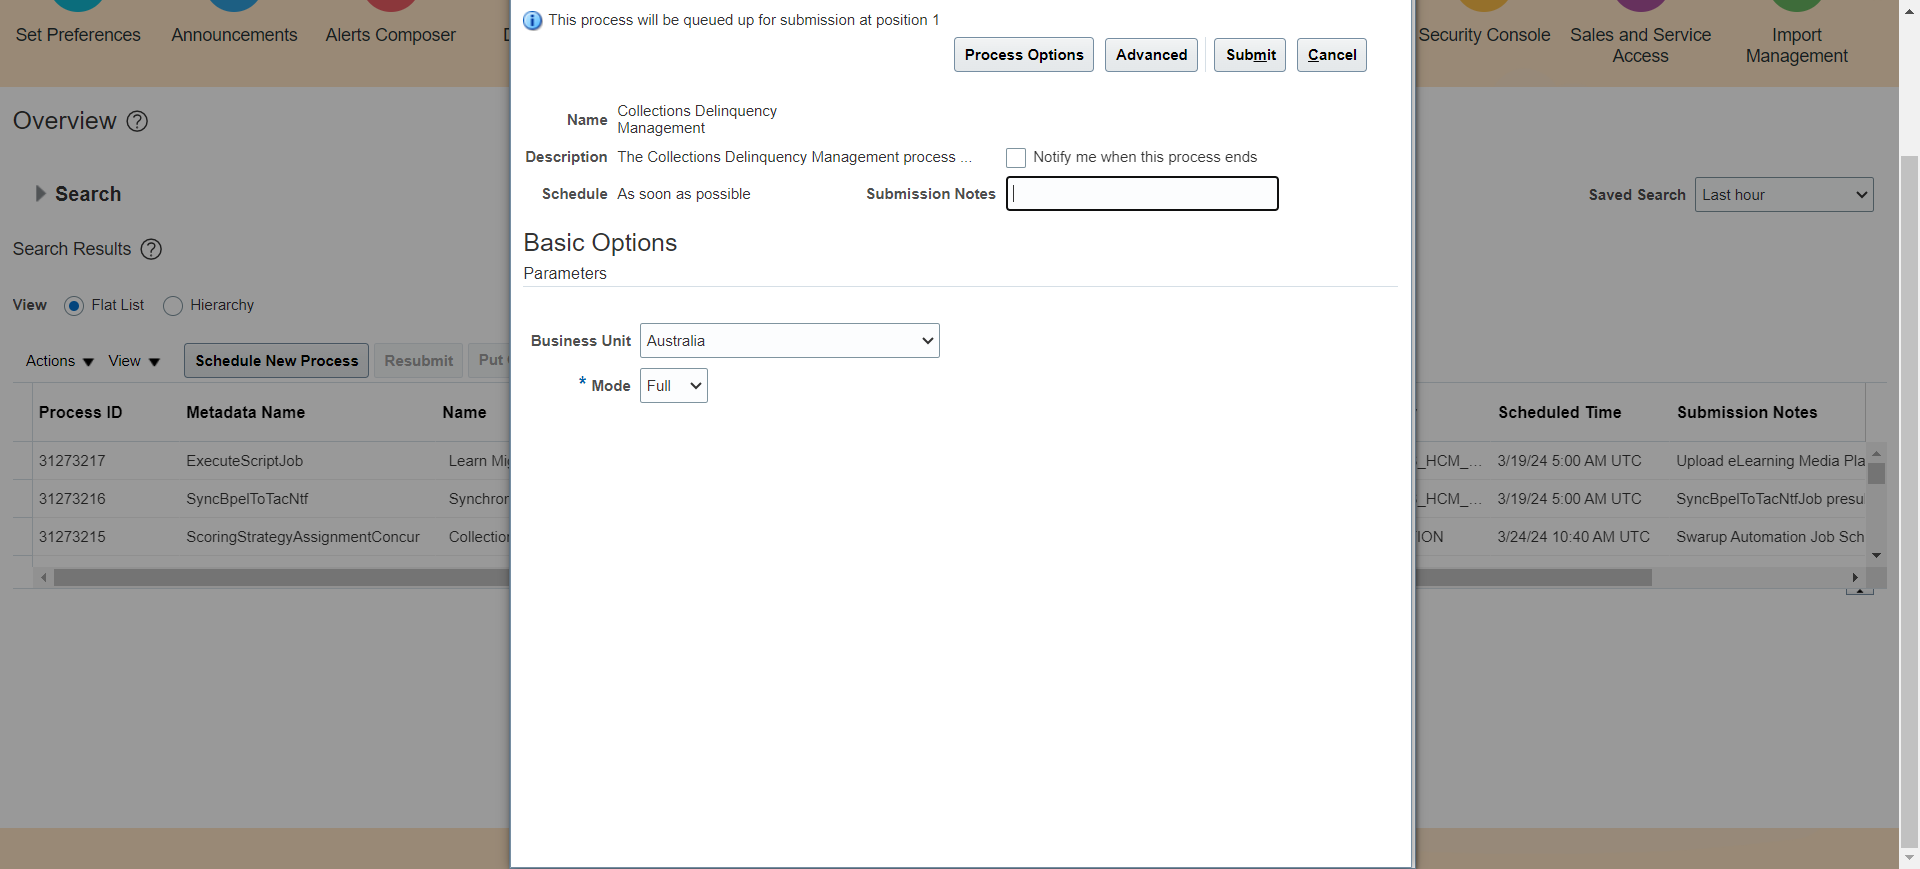 Set Preferences
Announcements
Alerts Composer
Security Console
Sales and Service
Access
Import
Management
This process will be queued up for submission at position 1
Process Options
Advanced
Submit
Cancel
Name
Collections Delinquency
Management
Description
The Collections Delinquency Management process ...
Notify me when this process ends
Schedule
As soon as possible
Submission Notes
Basic Options
Parameters
Business Unit
Australia
* Mode
Full
Overview
Search
Saved Search
Last hour
Search Results
View
Flat List
Hierarchy
Actions
View
Schedule New Process
Resubmit
Put
Process ID
Metadata Name
Name
Scheduled Time
Submission Notes
31273217
ExecuteScriptJob
Learn Mi
_HCM_...
3/19/24 5:00 AM UTC
Upload eLearning Media Pla
31273216
SyncBpelToTacNtf
Synchror
_HCM_...
3/19/24 5:00 AM UTC
SyncBpelToTacNtfJob presu
31273215
ScoringStrategyAssignmentConcur
Collection
ION
3/24/24 10:40 AM UTC
Swarup Automation Job Sch